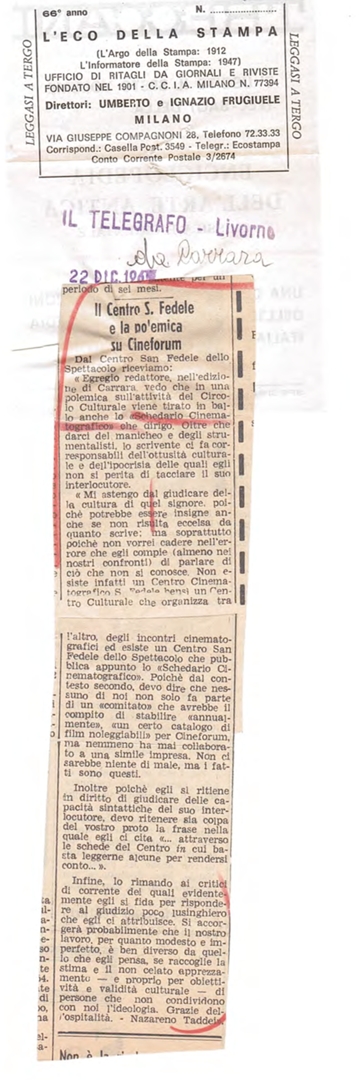 66° anno N. ................
L'ECO DELLA STAMPA
(L'Argo della Stampa: 1912
L'Informatore della Stampa: 1947)
UFFICIO DI RITAGLI DA GIORNALI E RIVISTE
FONDATO NEL 1901 - C.C.I.A. MILANO N. 77394
Direttori: UMBERTO e IGNAZIO FRUGIUELE
MILANO
VIA GIUSEPPE COMPAGNONI 28, Telefono 72.33.33
Corrispond.: Casella Post. 3549 - Telegr.: Ecostampa
Conto Corrente Postale 3/2674
LEGGASI A TERGO
LEGGASI A TERGO
IL TELEGRAFO - Livorno
da Carrara
22 DIC. per un
periodo di sei mesi.
Il Centro S. Fedele
e la polemica
su Cineforum
Dal Centro San Fedele dello
Spettacolo riceviamo:
« Egregio redattore, nell'edizio-
ne di Carrara vedo che in una
polemica sull'attività del Circo-
lo Culturale viene tirato in bal-
lo anche lo «Schedario Cinema-
tografico» che dirigo. Oltre che
darci del manicheo e degli stru-
mentalisti, lo scrivente ci fa cor-
responsabili dell'ottusità cultura-
le e dell'ipocrisia delle quali egli
non si perita di tacciare il suo
interlocutore.
« Mi astengo dal giudicare del-
la cultura di quel signore, poi-
chè potrebbe essere insigne an-
che se non risulta eccelsa da
quanto scrive; ma soprattutto
poichè non vorrei cadere nell'er-
rore che egli compie (almeno nei
nostri confronti) di parlare di
ciò che non si conosce. Non e-
siste infatti un Centro Cinema-
tografico S. Fedele bensì un Cen-
tro Culturale che organizza tra
l'altro, degli incontri cinemato-
grafici ed esiste un Centro San
Fedele dello Spettacolo che pub-
blica appunto lo «Schedario Ci-
nematografico». Poichè dal con-
testo secondo, devo dire che nes-
suno di noi non solo fa parte
di un «comitato» che avrebbe il
compito di stabilire «annual-
mente», «un certo catalogo di
film noleggiabili» per Cineforum,
ma nemmeno ha mai collabora-
to a una simile impresa. Non ci
sarebbe niente di male, ma i fat-
ti sono questi.
Inoltre poichè egli si ritiene
in diritto di giudicare delle ca-
pacità sintattiche del suo inter-
locutore, devo ritenere sia colpa
del vostro proto la frase nella
quale egli ci cita «... attraverso
le schede del Centro fa cui ba-
sta leggerne alcune per rendersi
conto... ».
Infine, lo rimando ai critici
di corrente dei quali evidente-
mente egli si fida per risponde-
re al giudizio poco lusinghiero
che egli ci attribuisce. Si accor-
gerà probabilmente che il nostro
lavoro, per quanto modesto e im-
perfetto, è ben diverso da quel-
lo che egli pensa, se raccoglie la
stima e il non celato apprezza-
mento — e proprio per obietti-
vità e validità culturale — di
persone che non condividono
con noi l'ideologia. Grazie del-
l'ospitalità. - Nazareno Taddei»
Non è la